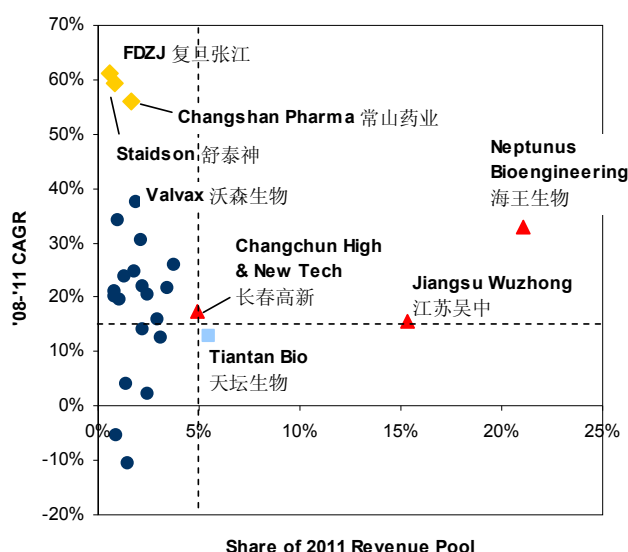 70%
60%
50%
40%
30%
20%
10%
0%
-10%
-20%
'08-'11 CAGR
FDZJ 复旦张江
Changshan Pharma 常山药业
Staidson 舒泰神
Valvax 沃森生物
Neptunus
Bioengineering
海王生物
Changchun High
& New Tech
长春高新
Jiangsu Wuzhong
江苏吴中
Tiantan Bio
天坛生物
0%
5%
10%
15%
20%
25%
Share of 2011 Revenue Pool